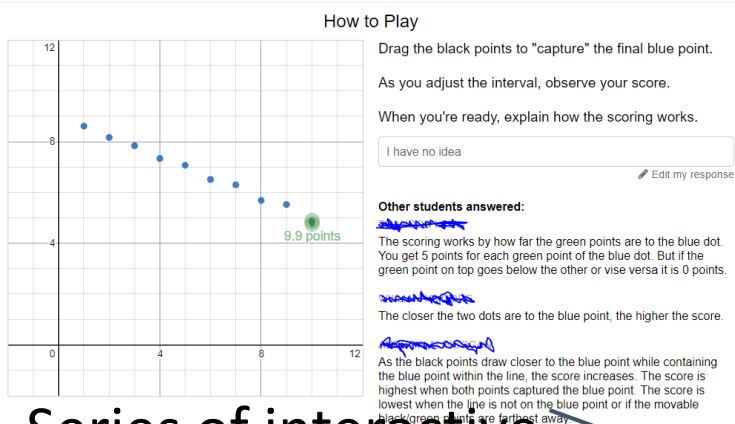 How to Play
12
8
4
0
4
8
12
9.9 points
Drag the black points to "capture" the final blue point.
As you adjust the interval, observe your score.
When you're ready, explain how the scoring works.
I have no idea
Edit my response
Other students answered:
The scoring works by how far the green points are to the blue dot.
You get 5 points for each green point of the blue dot. But if the
green point on top goes below the other or vise versa it is 0 points.
The closer the two dots are to the blue point, the higher the score.
As the black points draw closer to the blue point while containing
the blue point within the line, the score increases. The score is
highest when both points captured the blue point. The score is
lowest when the line is not on the blue point or if the movable
black/green points are farthest away
Series of interactive